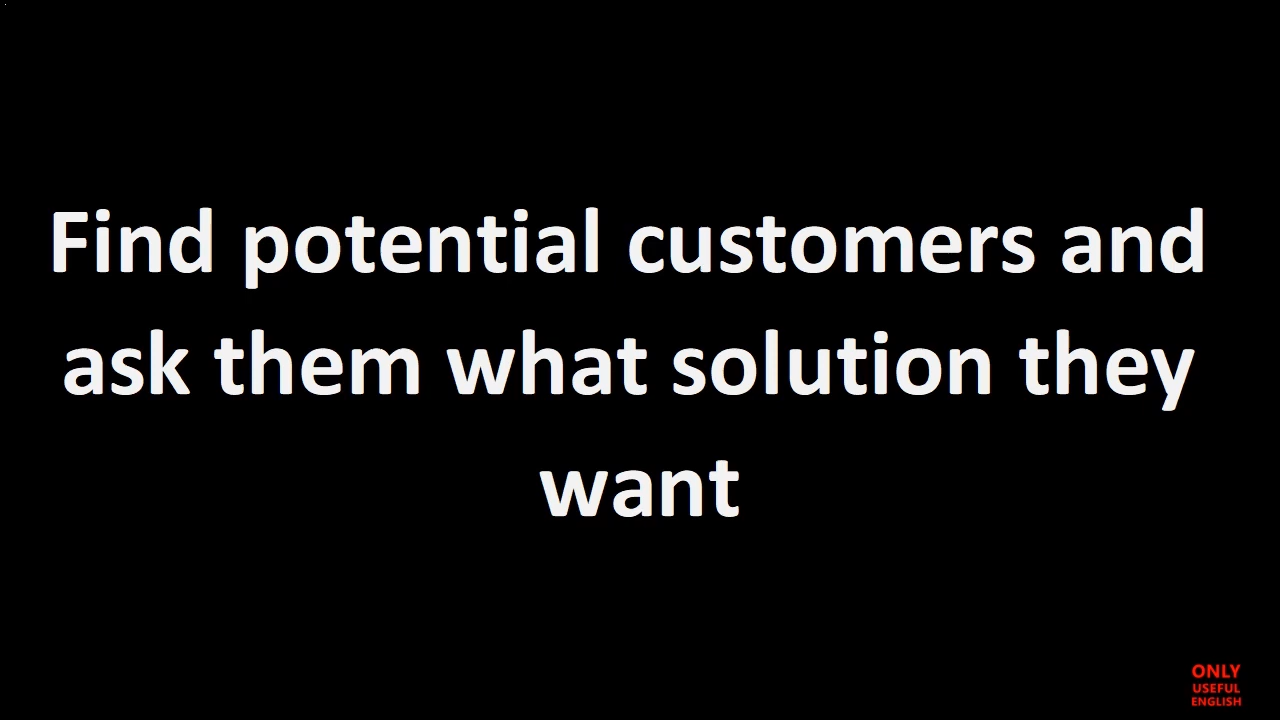 Find potential customers and
ask them what solution they
want
ONLY
USEFUL
ENGLISH